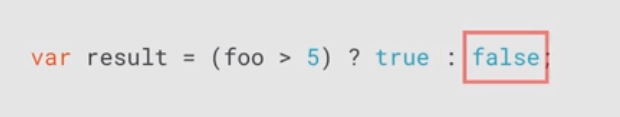 var result = (foo > 5) ? true : false;